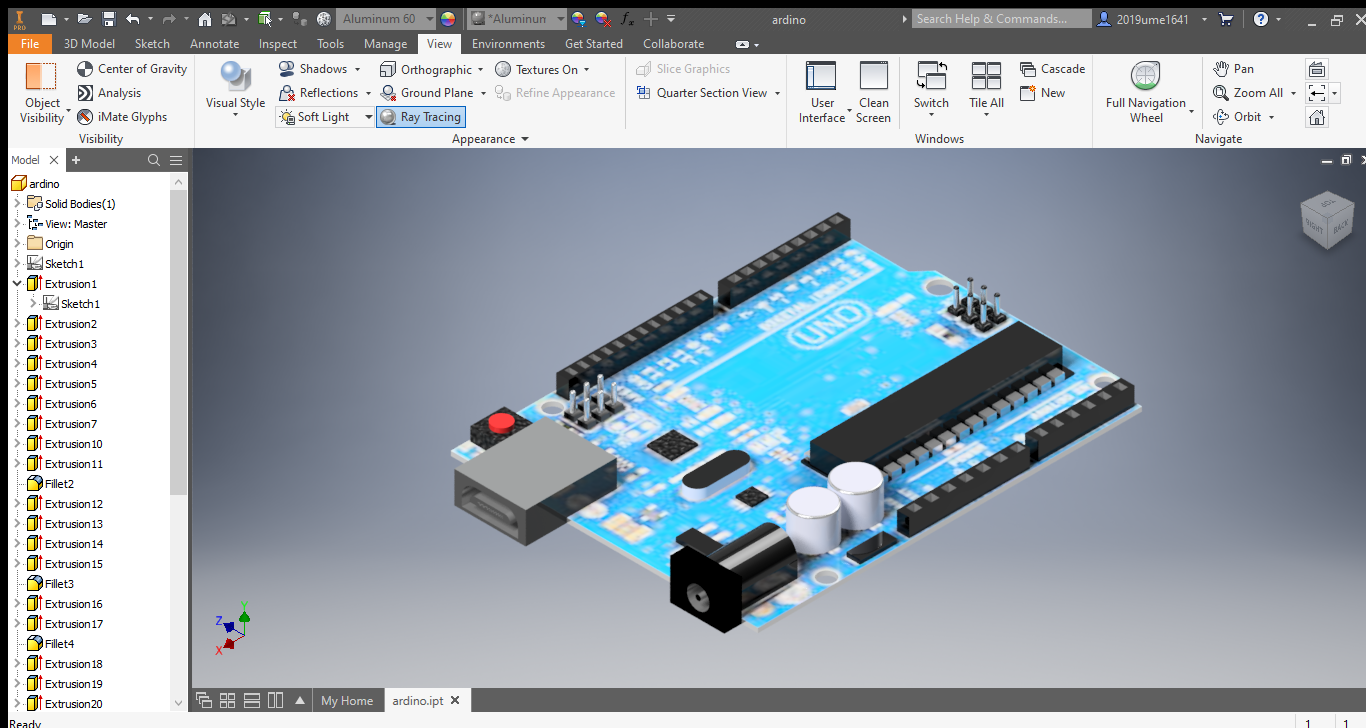 I
PRO
Aluminum 60
*Aluminum
fx
ardino
Search Help & Commands...
2019ume1641
?
File
3D Model
Sketch
Annotate
Inspect
Tools
Manage
View
Environments
Get Started
Collaborate
Object
Visibility
Center of Gravity
Analysis
iMate Glyphs
Visibility
Visual Style
Shadows
Reflections
Soft Light
Orthographic
Ground Plane
Ray Tracing
Textures On
Refine Appearance
Appearance
Slice Graphics
Quarter Section View
User
Interface
Clean
Screen
Switch
Tile All
Cascade
New
Windows
Full Navigation
Wheel
Pan
Zoom All
Orbit
Navigate
Model
ardino
Solid Bodies(1)
View: Master
Origin
Sketch1
Extrusion1
Sketch1
Extrusion2
Extrusion3
Extrusion4
Extrusion5
Extrusion6
Extrusion7
Extrusion10
Extrusion11
Fillet2
Extrusion12
Extrusion13
Extrusion14
Extrusion15
Fillet3
Extrusion16
Extrusion17
Fillet4
Extrusion18
Extrusion19
Extrusion20
UNO
TOP
RIGHT
BACK
Y
Z
X
My Home
ardino.ipt
Ready
1
1